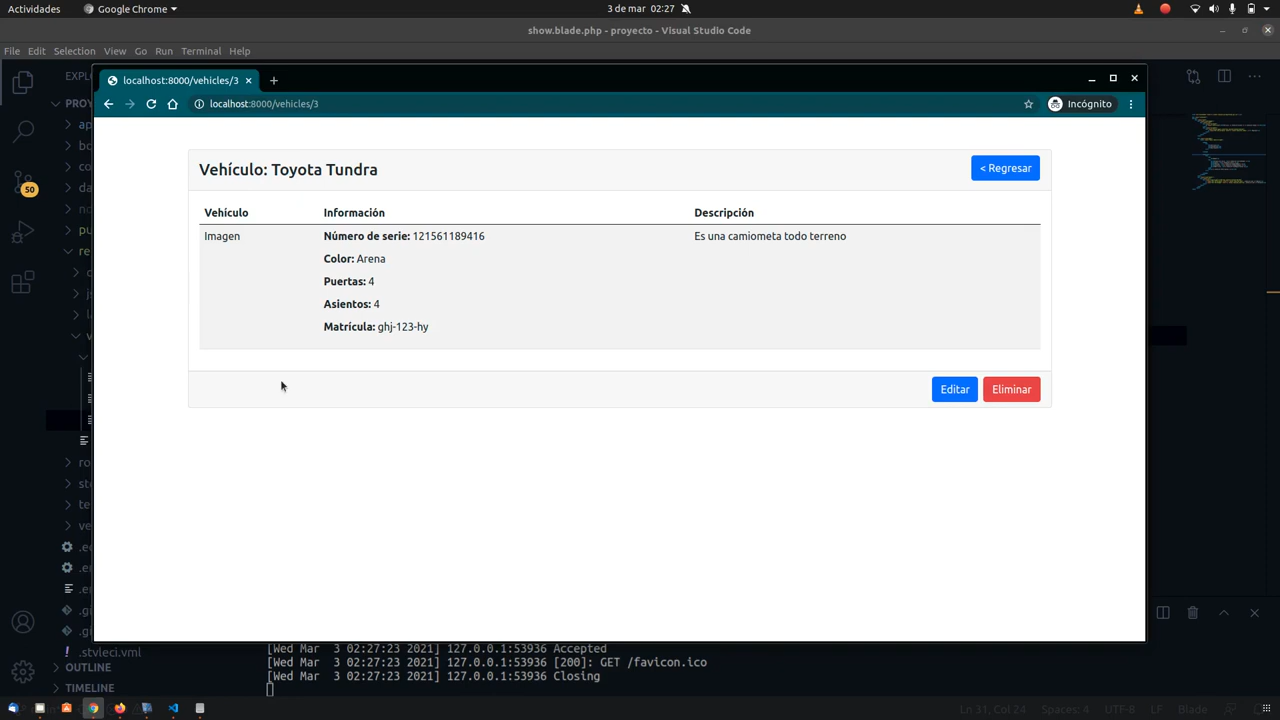 Actividades
Google Chrome
3 de mar 02:27
show.blade.php - proyecto - Visual Studio Code
File Edit Selection View Go Run Terminal Help
localhost:8000/vehicles/3
localhost:8000/vehicles/3
Incógnito
50
Vehículo: Toyota Tundra
< Regresar
Vehículo Información Descripción
Imagen Número de serie: 121561189416 Es una camiometa todo terreno
Color: Arena
Puertas: 4
Asientos: 4
Matrícula: ghj-123-hy
Editar Eliminar
.styleci.yml
OUTLINE
TIMELINE
[Wed Mar 3 02:27:23 2021] 127.0.0.1:53936 Accepted
[Wed Mar 3 02:27:23 2021] 127.0.0.1:53936 [200]: GET /favicon.ico
[Wed Mar 3 02:27:23 2021] 127.0.0.1:53936 Closing
Ln 31, Col 24 Spaces: 4 UTF-8 LF Blade